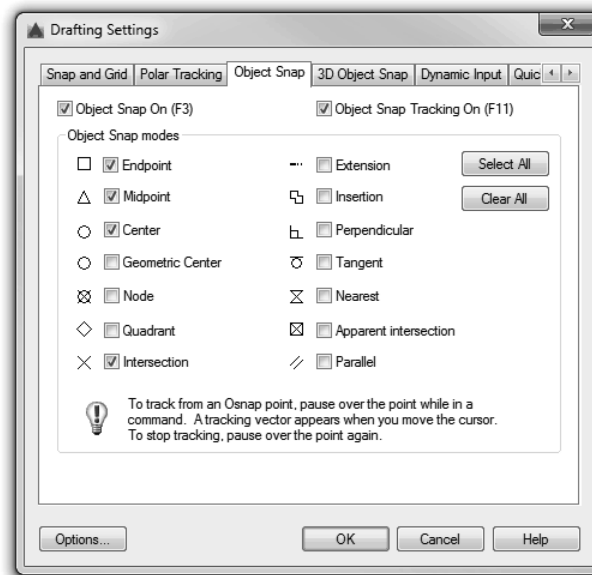 Drafting Settings
Snap and Grid Polar Tracking Object Snap 3D Object Snap Dynamic Input Quic
Object Snap On (F3) Object Snap Tracking On (F11)
Object Snap modes
Endpoint Extension Select All
Midpoint Insertion Clear All
Center Perpendicular
Geometric Center Tangent
Node Nearest
Quadrant Apparent intersection
Intersection Parallel
To track from an Osnap point, pause over the point while in a
command.  A tracking vector appears when you move the cursor.
To stop tracking, pause over the point again.
Options... OK Cancel Help